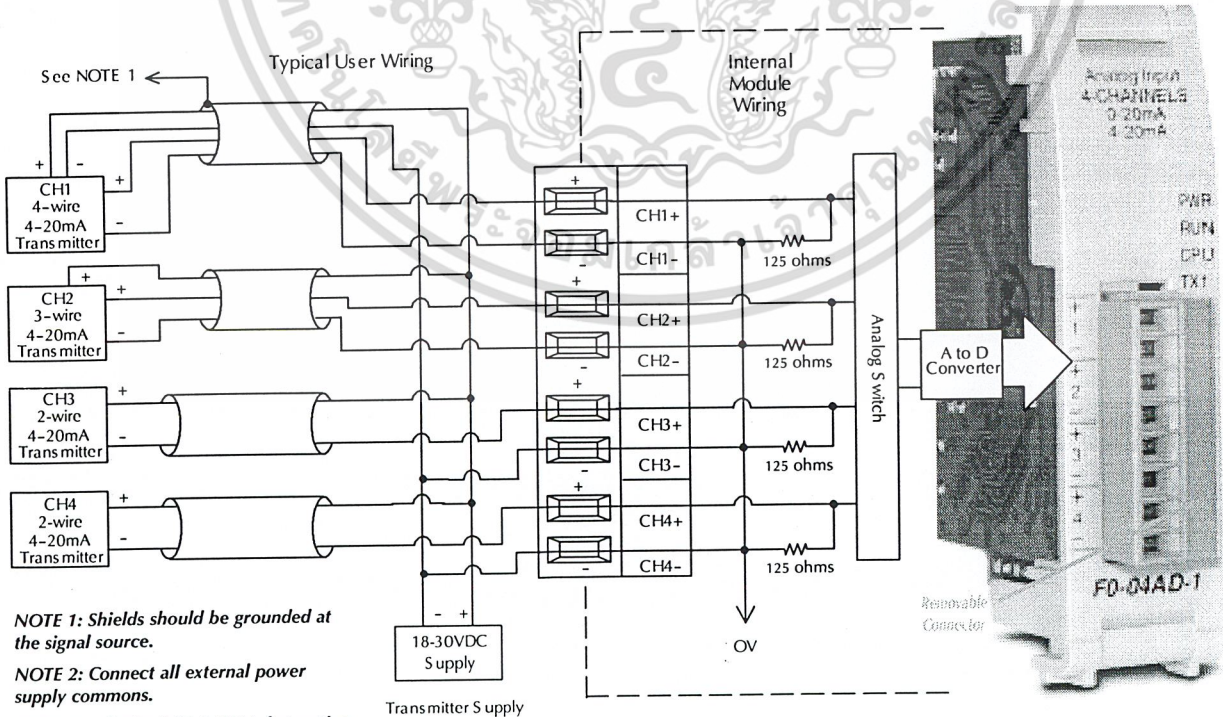 See NOTE 1
Typical User Wiring
Internal
Module
Wiring
Analog Input
4-CHANNELS
0-20mA
4-20mA
PWR
RUN
CPU
TX1
+
-
+
-
CH1
4-wire
4-20mA
Transmitter
+
+
-
CH2
3-wire
4-20mA
Transmitter
+
-
CH3
2-wire
4-20mA
Transmitter
+
-
CH4
2-wire
4-20mA
Transmitter
+
CH1+
-
CH1-
125 ohms
+
CH2+
-
CH2-
125 ohms
+
CH3+
-
CH3-
125 ohms
+
CH4+
-
CH4-
125 ohms
Analog Switch
A to D
Converter
+
1
-
+
2
-
+
3
-
+
4
-
F0-04AD-1
Removable
Connector
0V
- +
18-30VDC
Supply
Transmitter Supply
NOTE 1: Shields should be grounded at
the signal source.
NOTE 2: Connect all external power
supply commons.